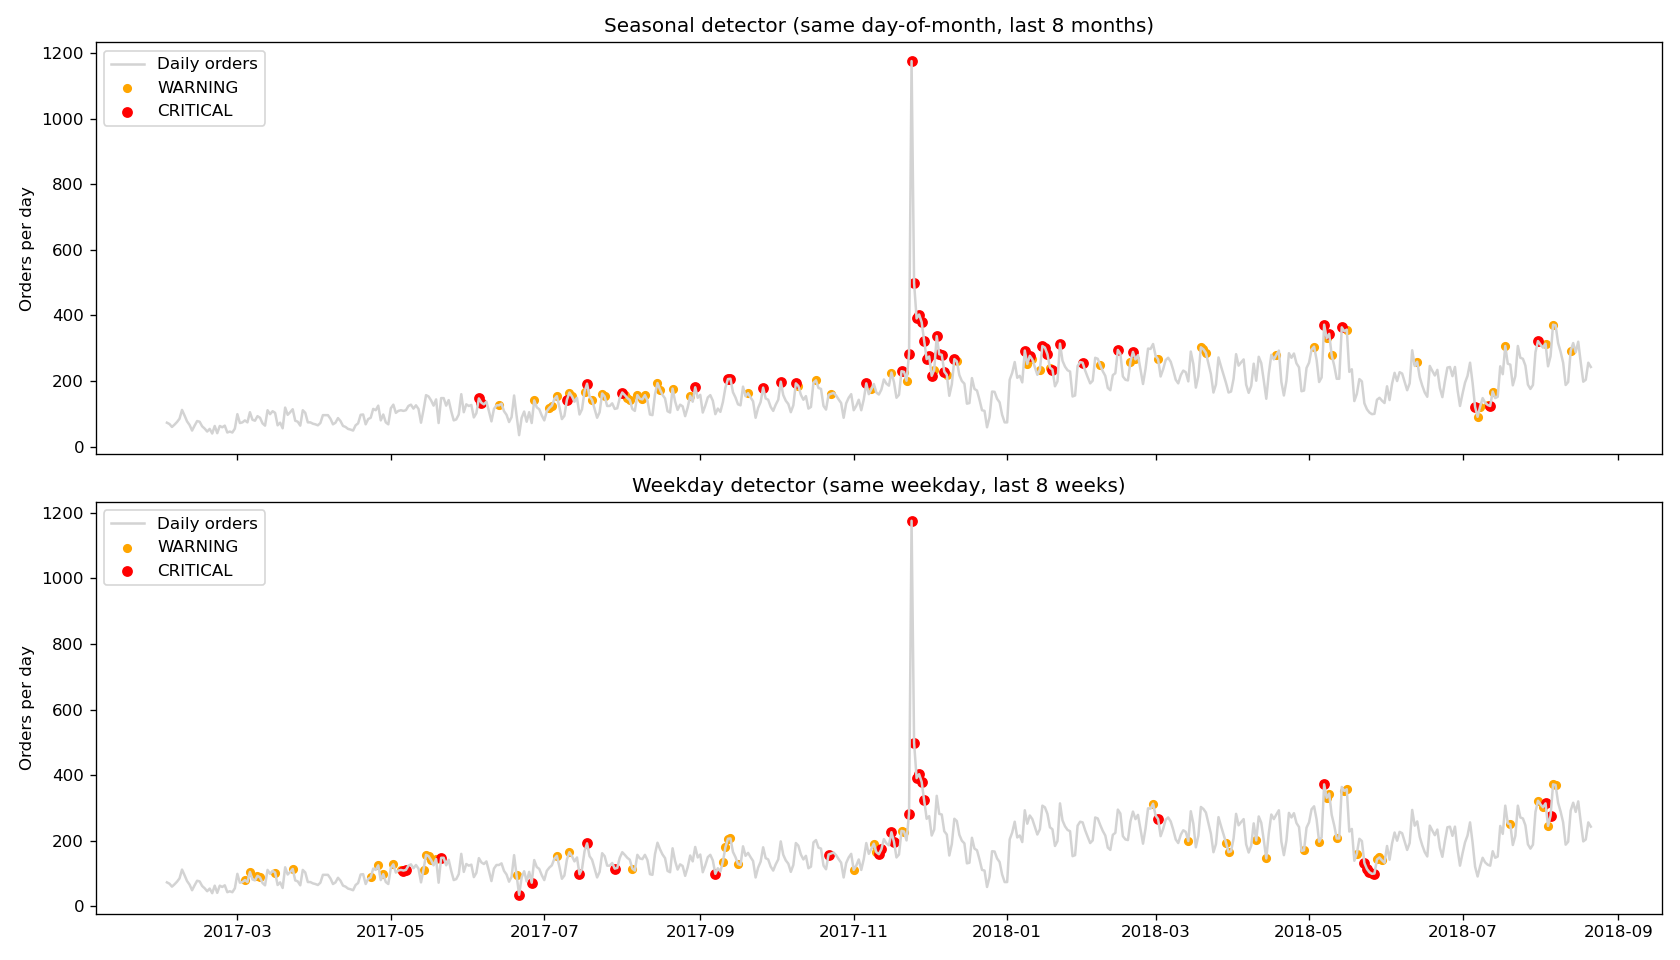 Seasonal detector (same day-of-month, last 8 months)
Orders per day
1200
1000
800
600
400
200
0
Daily orders
WARNING
CRITICAL
Weekday detector (same weekday, last 8 weeks)
Orders per day
1200
1000
800
600
400
200
0
Daily orders
WARNING
CRITICAL
2017-03 2017-05 2017-07 2017-09 2017-11 2018-01 2018-03 2018-05 2018-07 2018-09